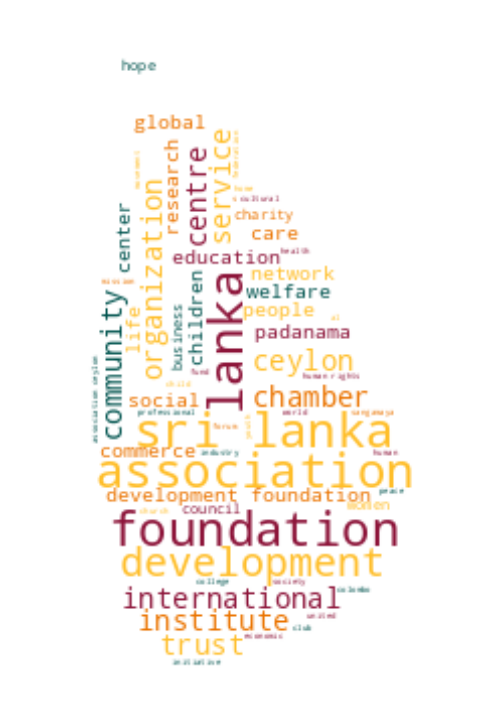 hope
global
research
centre
service
cultural
charity
center
organization
care
education
health
network
mission
children
lanka
welfare
community
life
business
people
al
padanama
fund
ceylon
human rights
association ceylon
child
social
chamber
professional
world
sangamaya
sri lanka
forum
youth
commerce
industry
human
association
peace
development foundation
church
council
women
foundation
development
college
society
colombo
international
institute
united
club
trust
economic
initiative